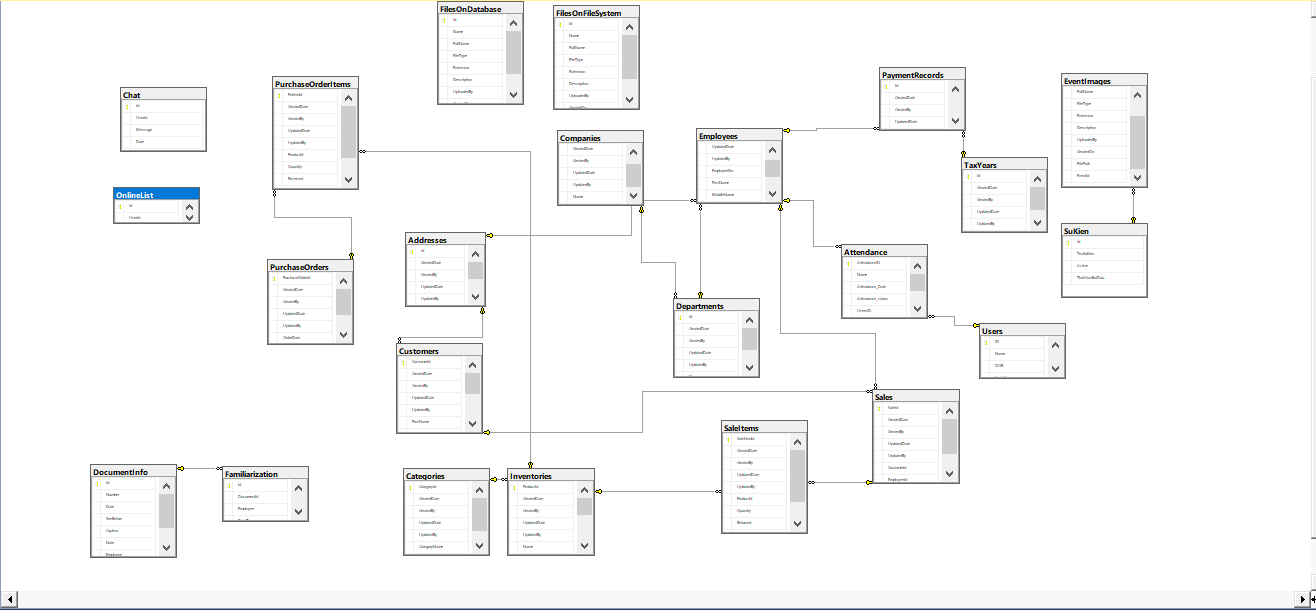 FilesOnDatabase
Id
Name
FullName
FileType
Extension
Description
UploadedBy
FilesOnFileSystem
Id
Name
FullName
FileType
Extension
Description
UploadedBy
CreatedOn
Chat
Id
UserId
Message
Date
PurchaseOrderItems
CreatedDate
CreatedBy
UpdatedDate
UpdatedBy
ProductId
Quantity
Received
PaymentRecords
Id
CreatedDate
CreatedBy
UpdatedDate
EventImages
FullName
FileType
Extension
Description
UploadedBy
CreatedOn
FilePath
EventId
Companies
CreatedDate
CreatedBy
UpdatedDate
UpdatedBy
Name
Employees
UpdatedDate
UpdatedBy
EmployeeNo
FirstName
MiddleName
TaxYears
Id
CreatedDate
CreatedBy
UpdatedDate
UpdatedBy
OnlineList
Id
UserId
SuKien
Id
Addresses
Id
CreatedDate
CreatedBy
UpdatedDate
UpdatedBy
Attendance
AttendanceID
Name
Attendance_Date
Attendance_status
UsersID
PurchaseOrders
PurchaseOrderId
CreatedDate
CreatedBy
UpdatedDate
UpdatedBy
OrderDate
Departments
Id
CreatedDate
CreatedBy
UpdatedDate
UpdatedBy
Users
ID
Name
DOB
Customers
CustomerId
CreatedDate
CreatedBy
UpdatedDate
UpdatedBy
FirstName
Sales
SaleId
CreatedDate
CreatedBy
UpdatedDate
UpdatedBy
CustomerId
EmployeeId
SaleItems
SaleItemId
CreatedDate
CreatedBy
UpdatedDate
UpdatedBy
ProductId
Quantity
Returned
DocumentInfo
Id
Number
Date
Caption
Note
Employee
Familiarization
Id
DocumentId
Employee
Categories
CategoryId
CreatedDate
CreatedBy
UpdatedDate
UpdatedBy
CategoryName
Inventories
ProductId
CreatedDate
CreatedBy
UpdatedDate
UpdatedBy
Name